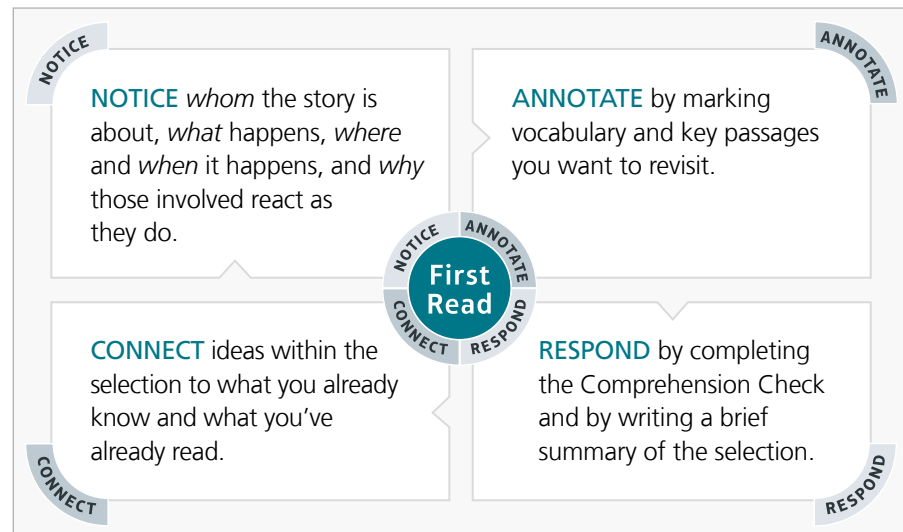 NOTICE
NOTICE whom the story is
about, what happens, where
and when it happens, and why
those involved react as
they do.
ANNOTATE
ANNOTATE by marking
vocabulary and key passages
you want to revisit.
NOTICE
ANNOTATE
First
Read
CONNECT
RESPOND
CONNECT ideas within the
selection to what you already
know and what you’ve
already read.
CONNECT
RESPOND by completing
the Comprehension Check
and by writing a brief
summary of the selection.
RESPOND